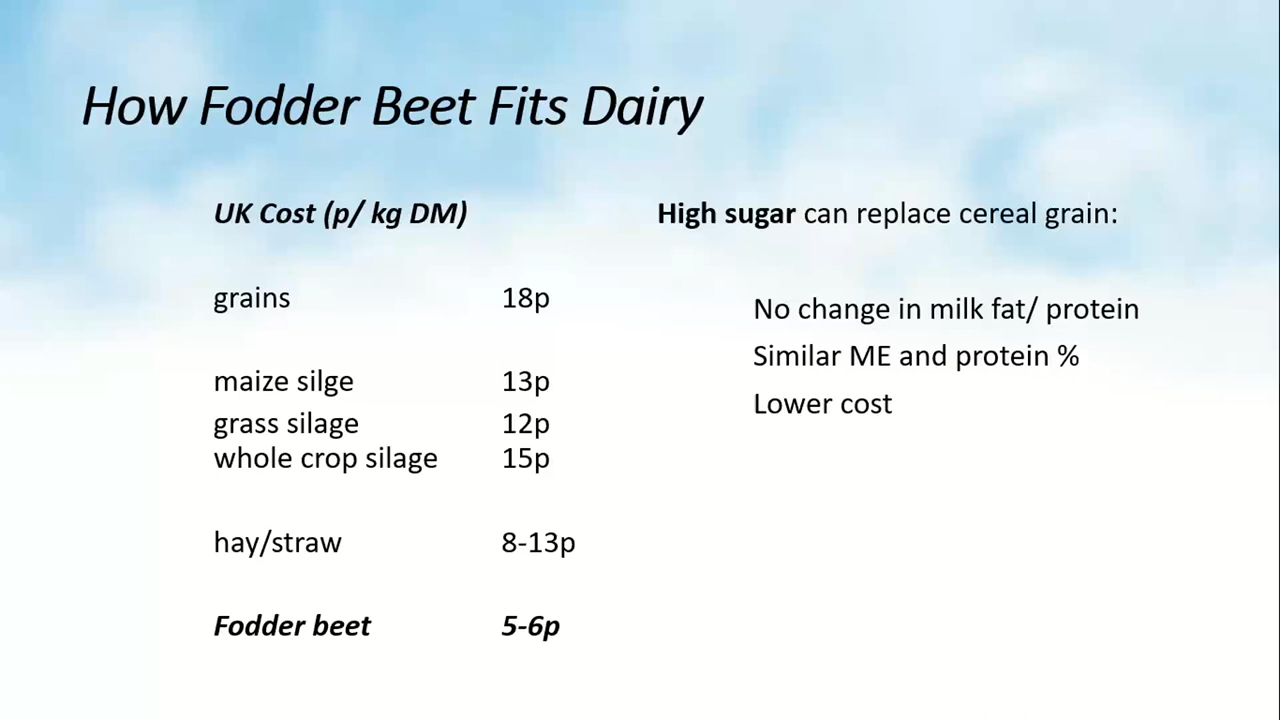 How Fodder Beet Fits Dairy
UK Cost (p/ kg DM)
grains 18p
maize silge 13p
grass silage 12p
whole crop silage 15p
hay/straw 8-13p
Fodder beet 5-6p
High sugar can replace cereal grain:
No change in milk fat/ protein
Similar ME and protein %
Lower cost